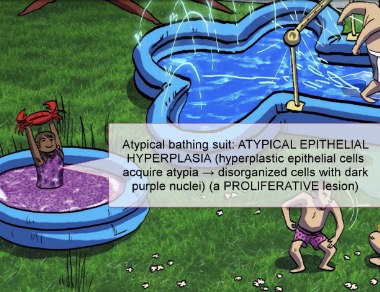 Atypical bathing suit: ATYPICAL EPITHELIAL
HYPERPLASIA (hyperplastic epithelial cells
acquire atypia → disorganized cells with dark
purple nuclei) (a PROLIFERATIVE lesion)